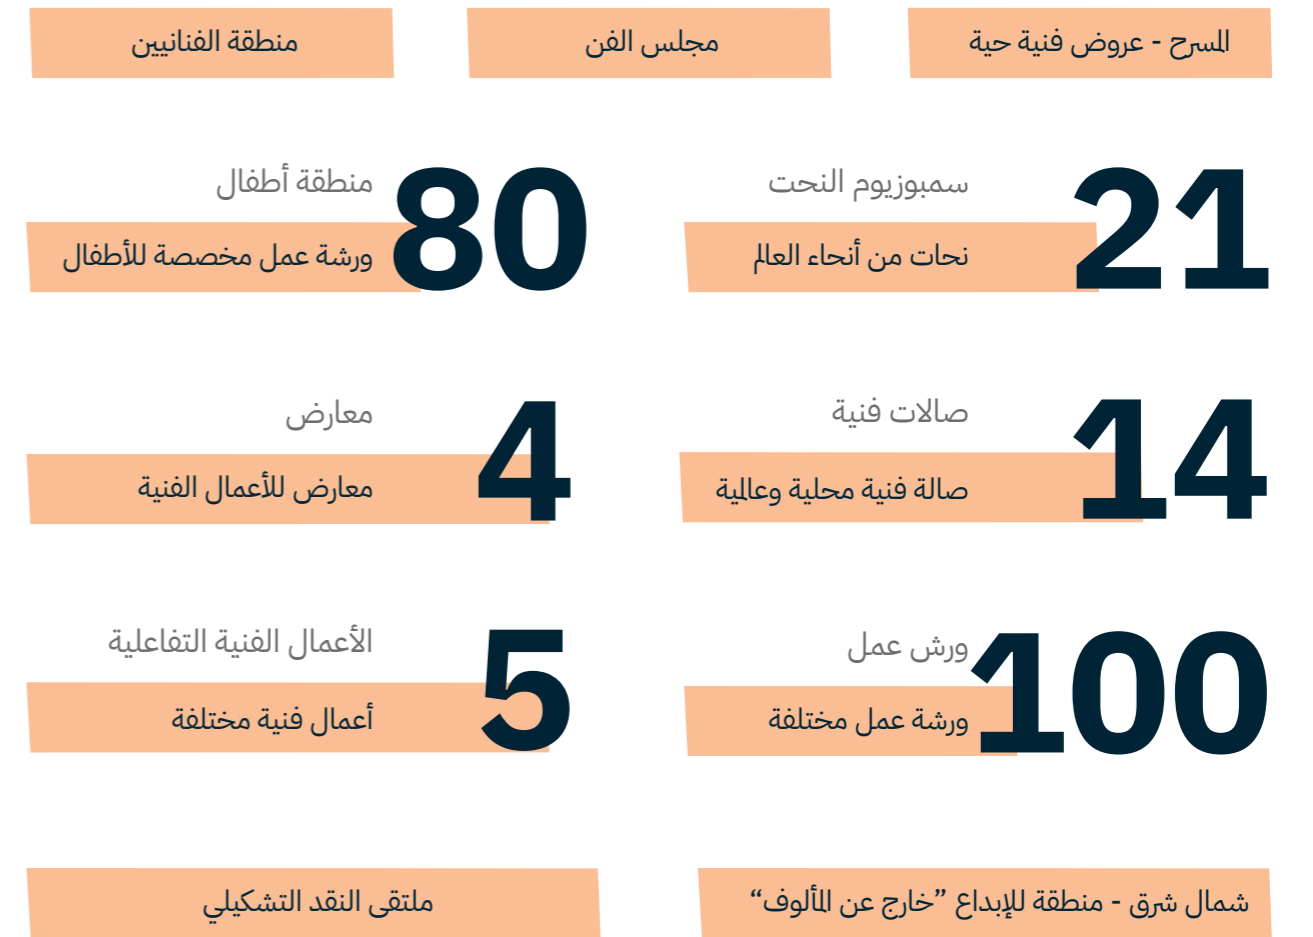 المسرح - عروض فنية حية
مجلس الفن
منطقة الفنانيين
21
سمبوزيوم النحت
نحات من أنحاء العالم
80
منطقة أطفال
ورشة عمل مخصصة للأطفال
14
صالات فنية
صالة فنية محلية وعالمية
4
معارض
معارض للأعمال الفنية
100
ورش عمل
ورشة عمل مختلفة
5
الأعمال الفنية التفاعلية
أعمال فنية مختلفة
شمال شرق - منطقة للإبداع ”خارج عن المألوف“
ملتقى النقد التشكيلي